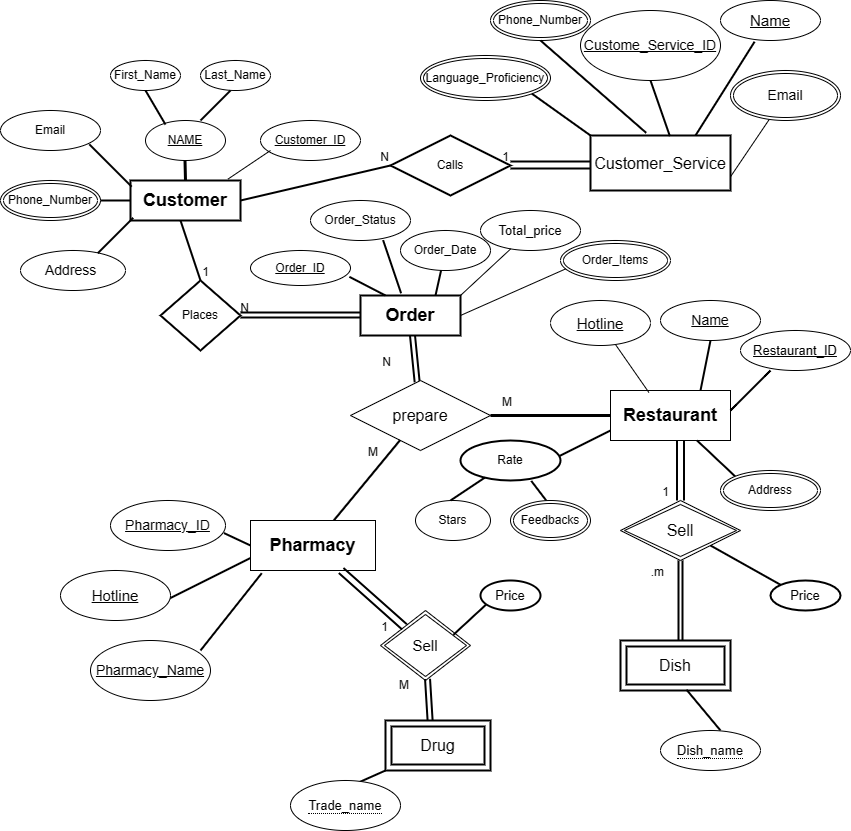 Phone_Number
Custome_Service_ID
Name
First_Name
Last_Name
Language_Proficiency
Email
Email
NAME
Customer_ID
N
Calls
1
Customer_Service
Phone_Number
Customer
Order_Status
Total_price
Order_Date
Address
1
Order_ID
Order_Items
Places
N
Order
Hotline
Name
Restaurant_ID
N
M
prepare
Restaurant
M
Rate
1
Address
Stars
Feedbacks
Pharmacy_ID
Sell
Pharmacy
.m
Hotline
Price
Price
1
Sell
Pharmacy_Name
Dish
M
Drug
Dish_name
Trade_name